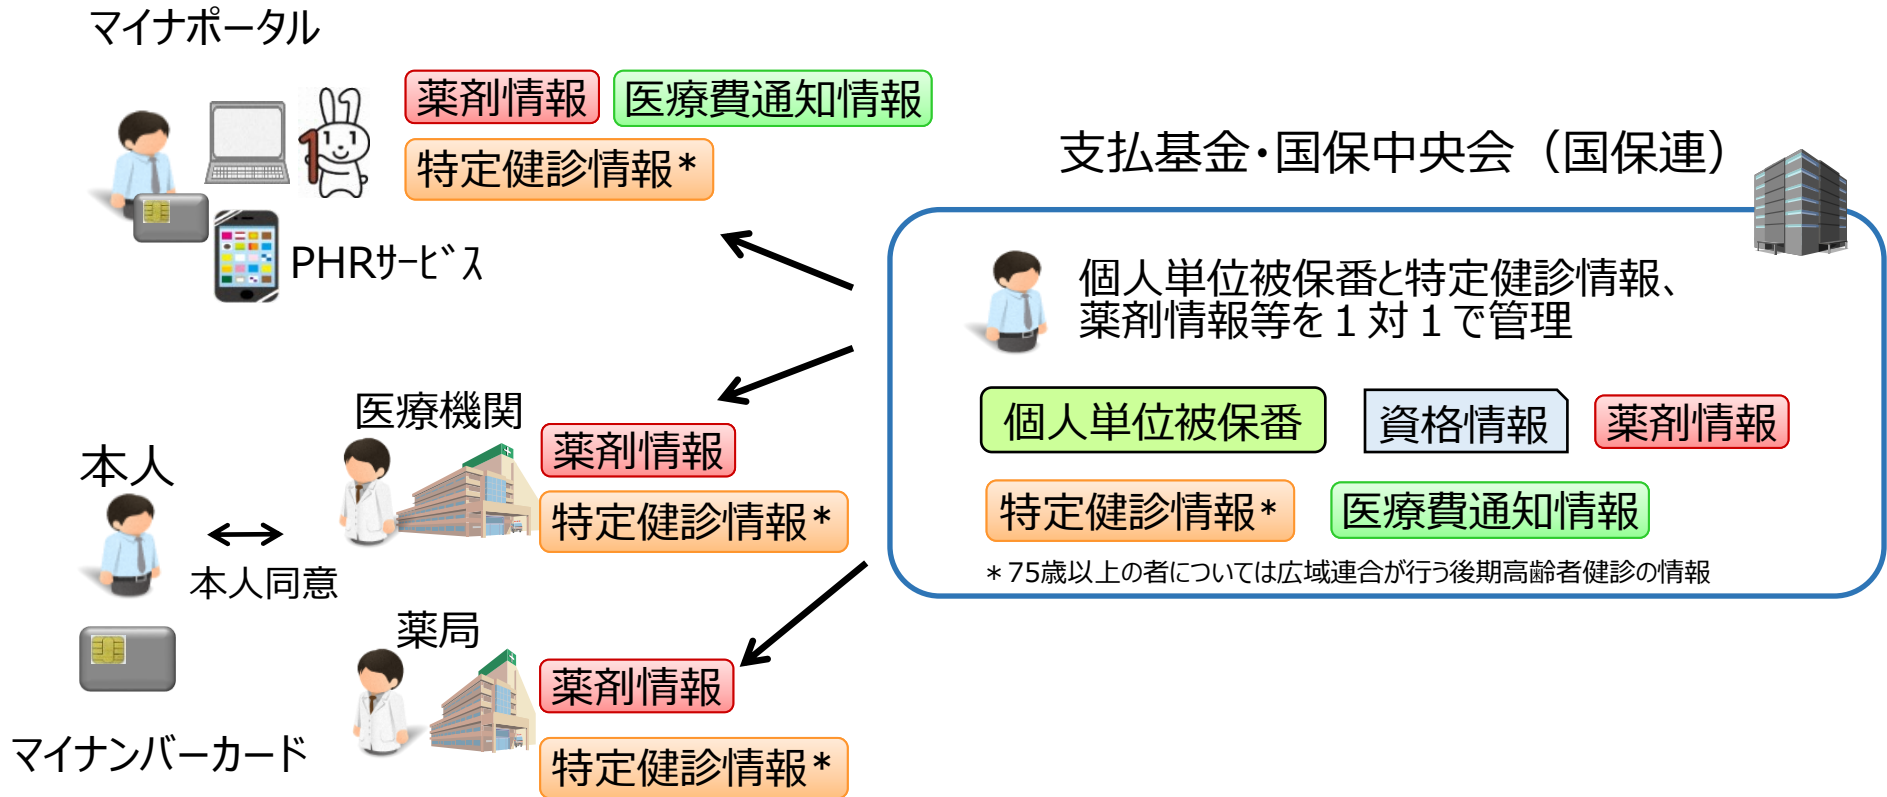 マイナポータル
薬剤情報
医療費通知情報
特定健診情報*
PHRサービス
支払基金・国保中央会（国保連）
個人単位被保番と特定健診情報、
薬剤情報等を１対１で管理
個人単位被保番
資格情報
薬剤情報
特定健診情報*
医療費通知情報
＊75歳以上の者については広域連合が行う後期高齢者健診の情報
医療機関
薬剤情報
特定健診情報*
本人
本人同意
薬局
薬剤情報
特定健診情報*
マイナンバーカード
1